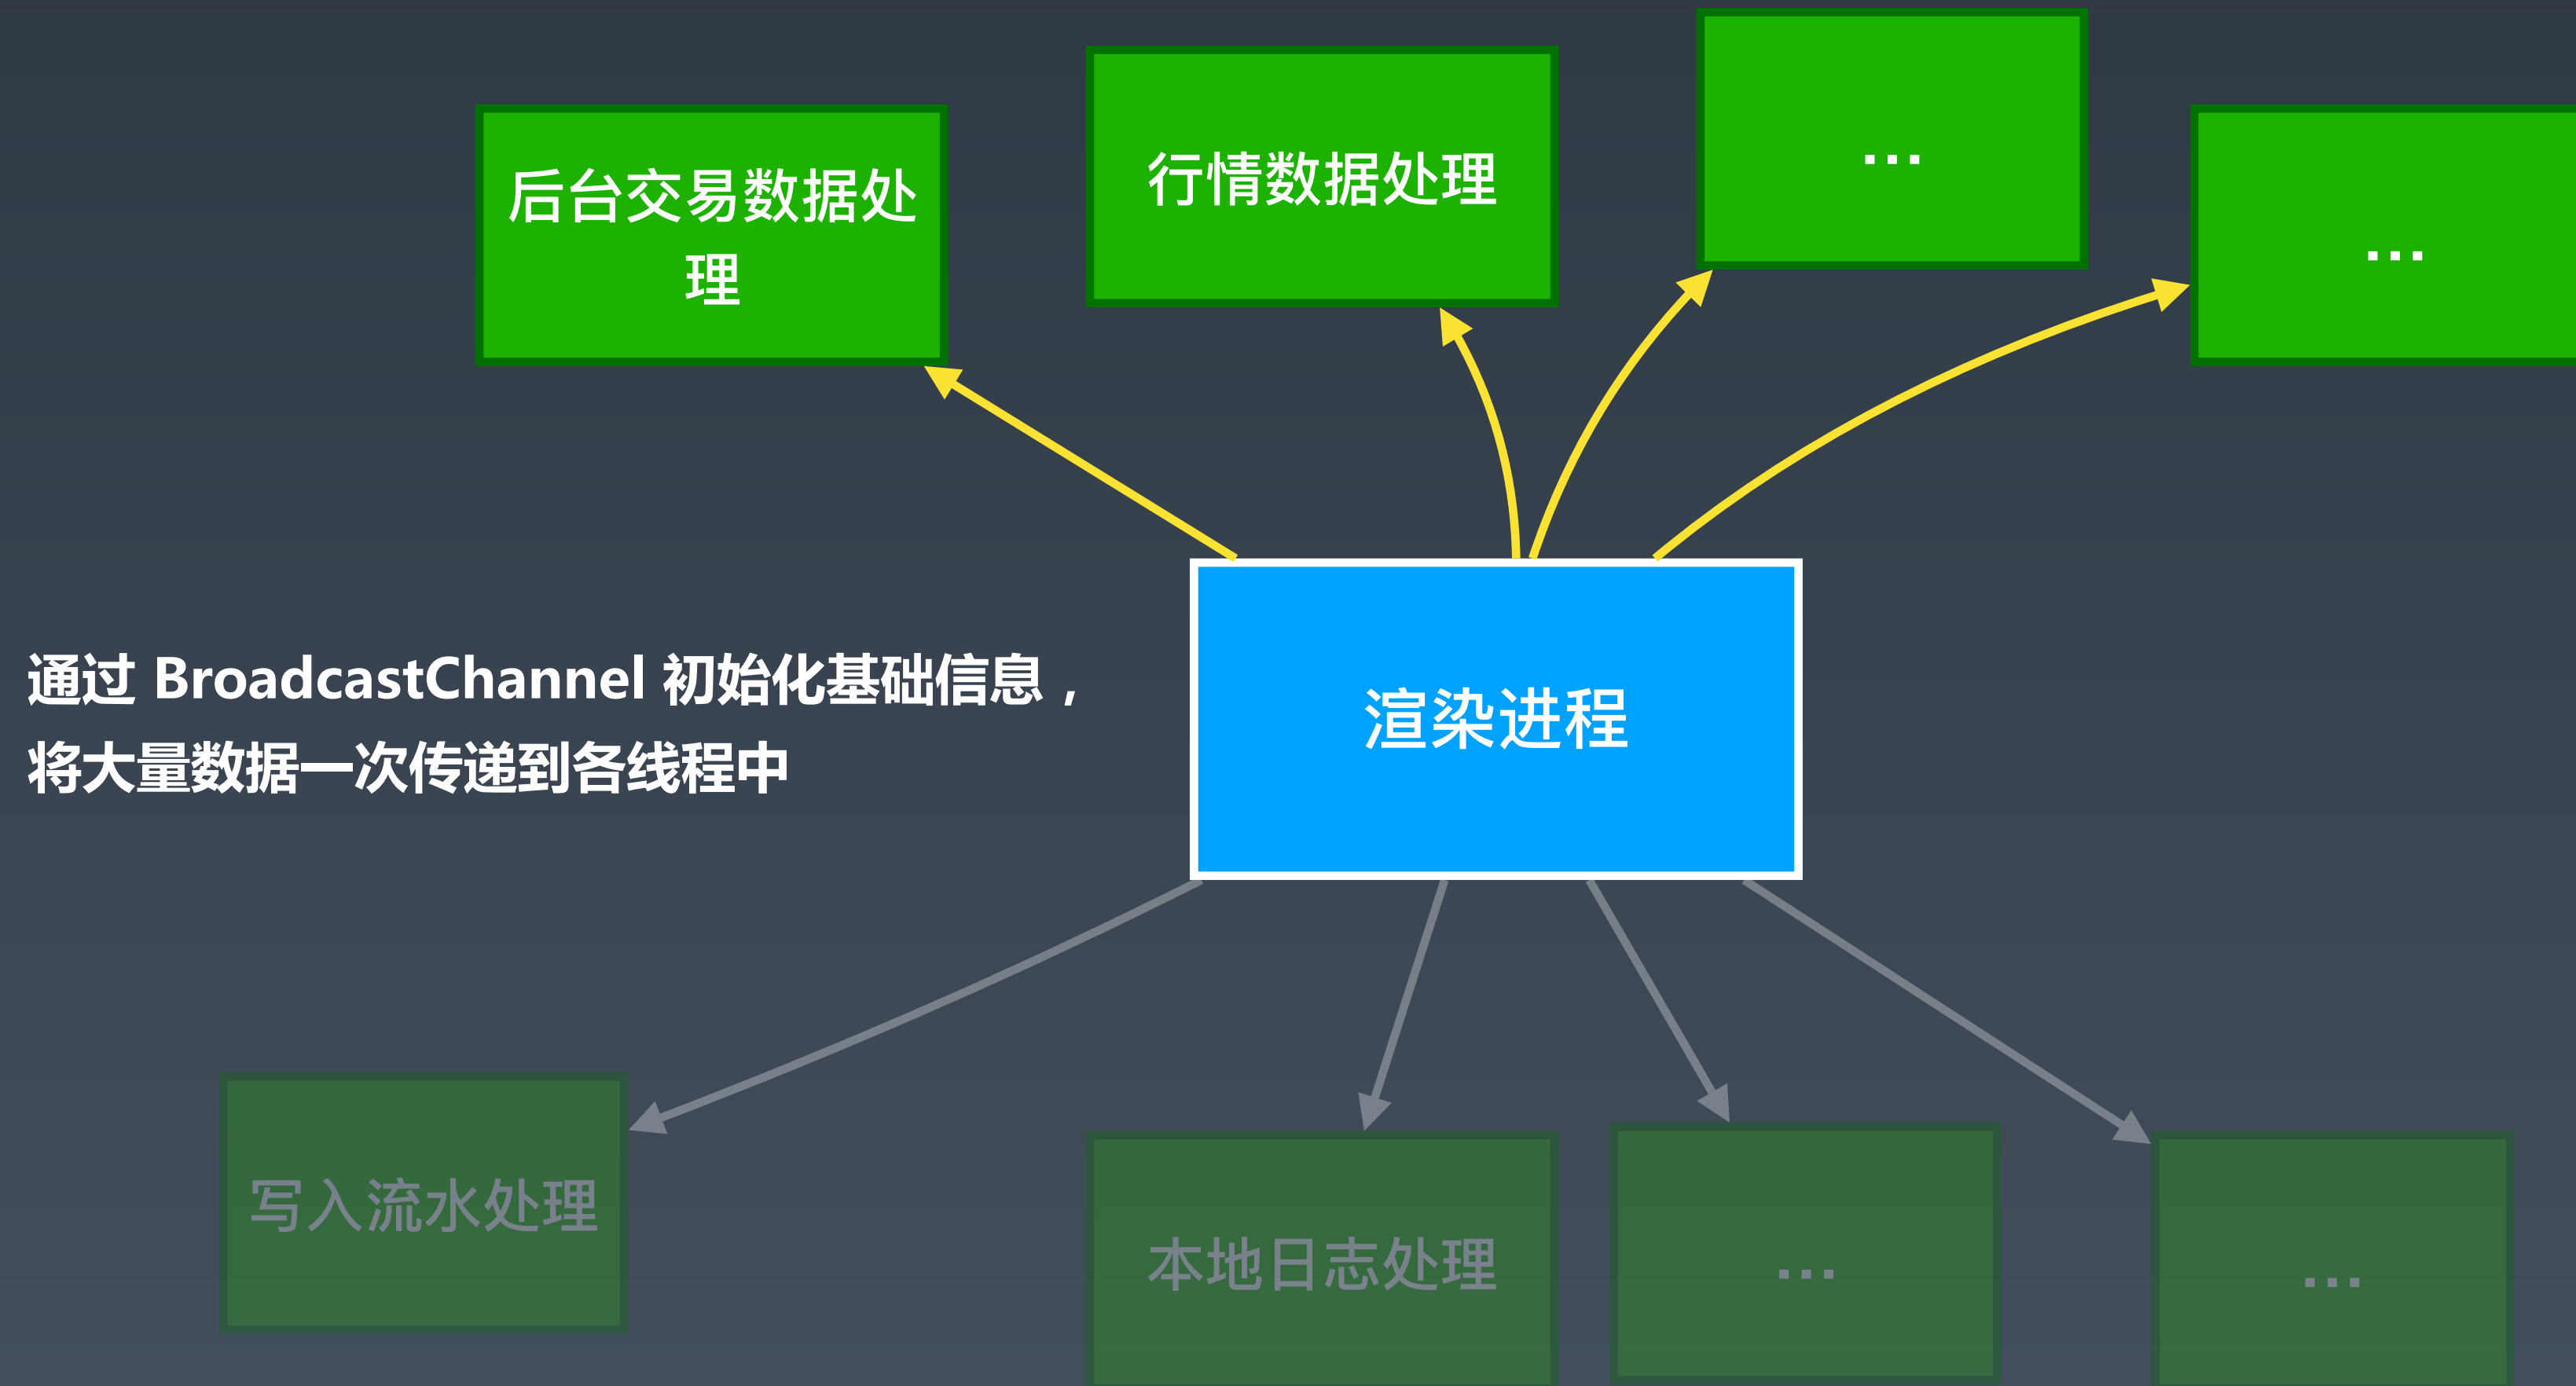 后台交易数据处
理
行情数据处理
...
...
通过 BroadcastChannel 初始化基础信息，
将大量数据一次传递到各线程中
渲染进程
写入流水处理
本地日志处理
...
...